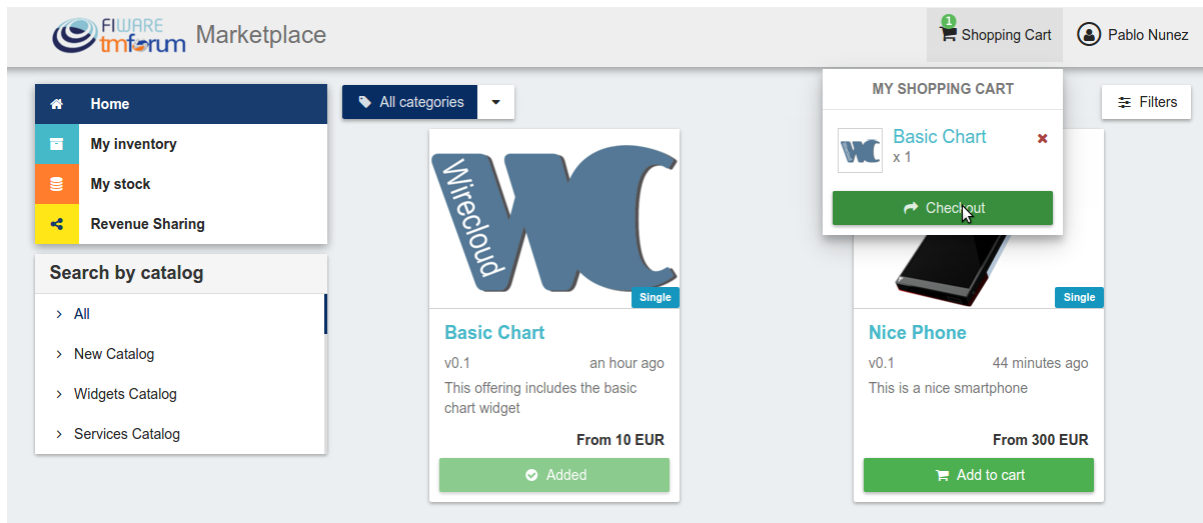 FIWARE
tmforum
Marketplace
1
Shopping Cart
Pablo Nunez
Home
My inventory
My stock
Revenue Sharing
Search by catalog
All
New Catalog
Widgets Catalog
Services Catalog
All categories
Filters
MY SHOPPING CART
WC
Basic Chart
x 1
Checkout
Wirecloud
WC
Single
Basic Chart
v0.1 an hour ago
This offering includes the basic
chart widget
From 10 EUR
Added
Single
Nice Phone
v0.1 44 minutes ago
This is a nice smartphone
From 300 EUR
Add to cart